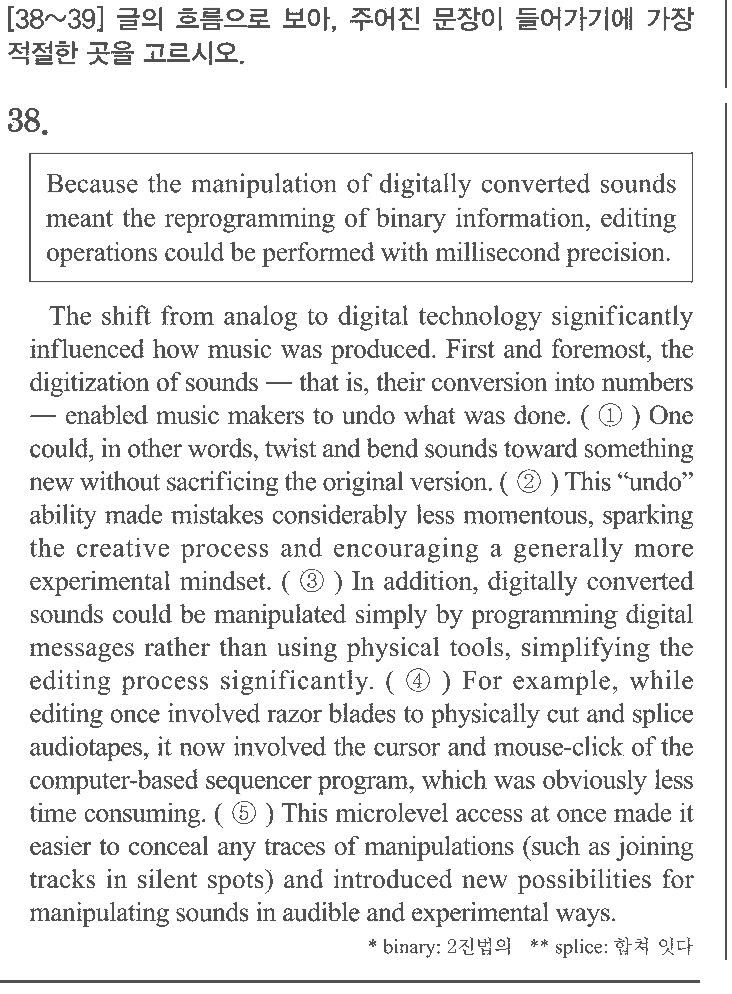 [38～39] 글의 흐름으로 보아, 주어진 문장이 들어가기에 가장
적절한 곳을 고르시오.
38.
Because the manipulation of digitally converted sounds
meant the reprogramming of binary information, editing
operations could be performed with millisecond precision.
The shift from analog to digital technology significantly
influenced how music was produced. First and foremost, the
digitization of sounds — that is, their conversion into numbers
— enabled music makers to undo what was done. ( ① ) One
could, in other words, twist and bend sounds toward something
new without sacrificing the original version. ( ② ) This “undo”
ability made mistakes considerably less momentous, sparking
the creative process and encouraging a generally more
experimental mindset. ( ③ ) In addition, digitally converted
sounds could be manipulated simply by programming digital
messages rather than using physical tools, simplifying the
editing process significantly. ( ④ ) For example, while
editing once involved razor blades to physically cut and splice
audiotapes, it now involved the cursor and mouse-click of the
computer-based sequencer program, which was obviously less
time consuming. ( ⑤ ) This microlevel access at once made it
easier to conceal any traces of manipulations (such as joining
tracks in silent spots) and introduced new possibilities for
manipulating sounds in audible and experimental ways.
* binary: 2진법의 ** splice: 합쳐 잇다